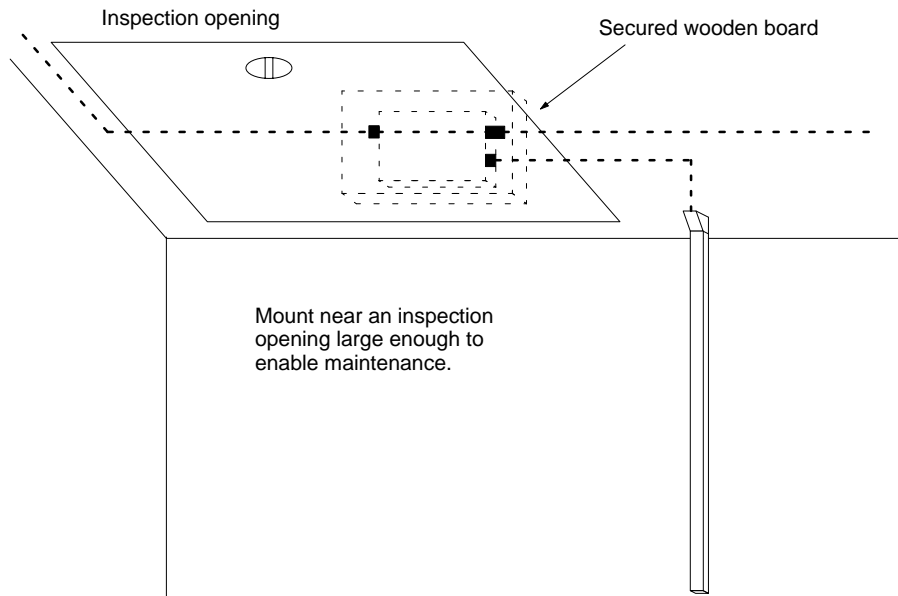 Inspection opening
Secured wooden board
Mount near an inspection
opening large enough to
enable maintenance.